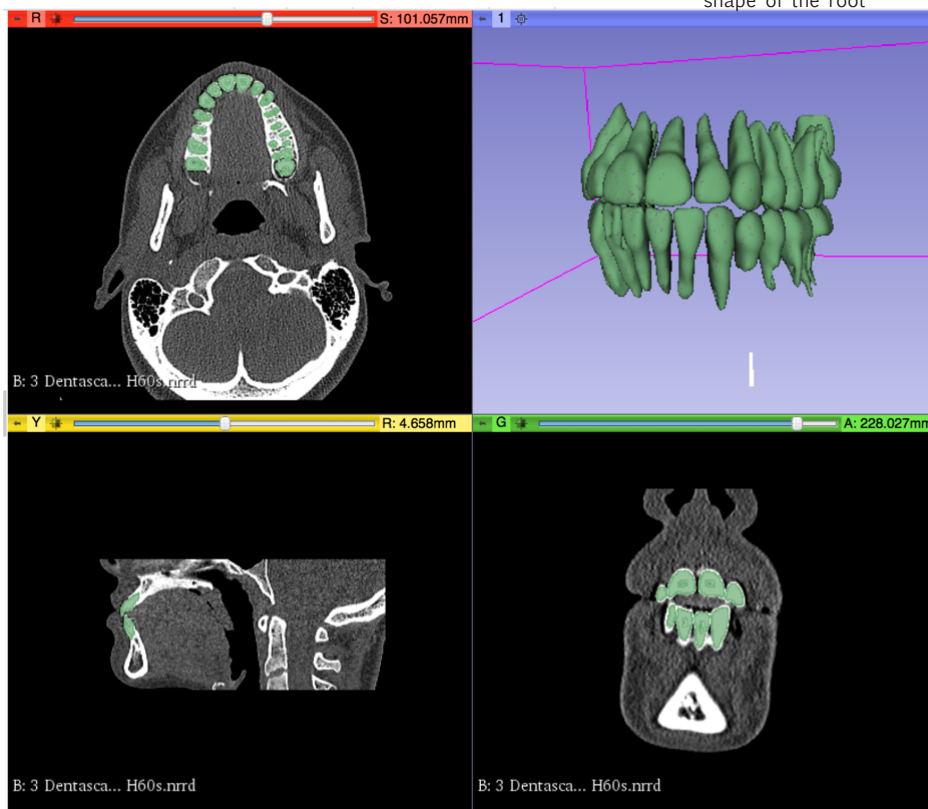 shape of the root
R S: 101.057mm
1
B: 3 Dentasca... H60s.nrrd
Y R: 4.658mm
G A: 228.027mm
B: 3 Dentasca... H60s.nrrd
B: 3 Dentasca... H60s.nrrd